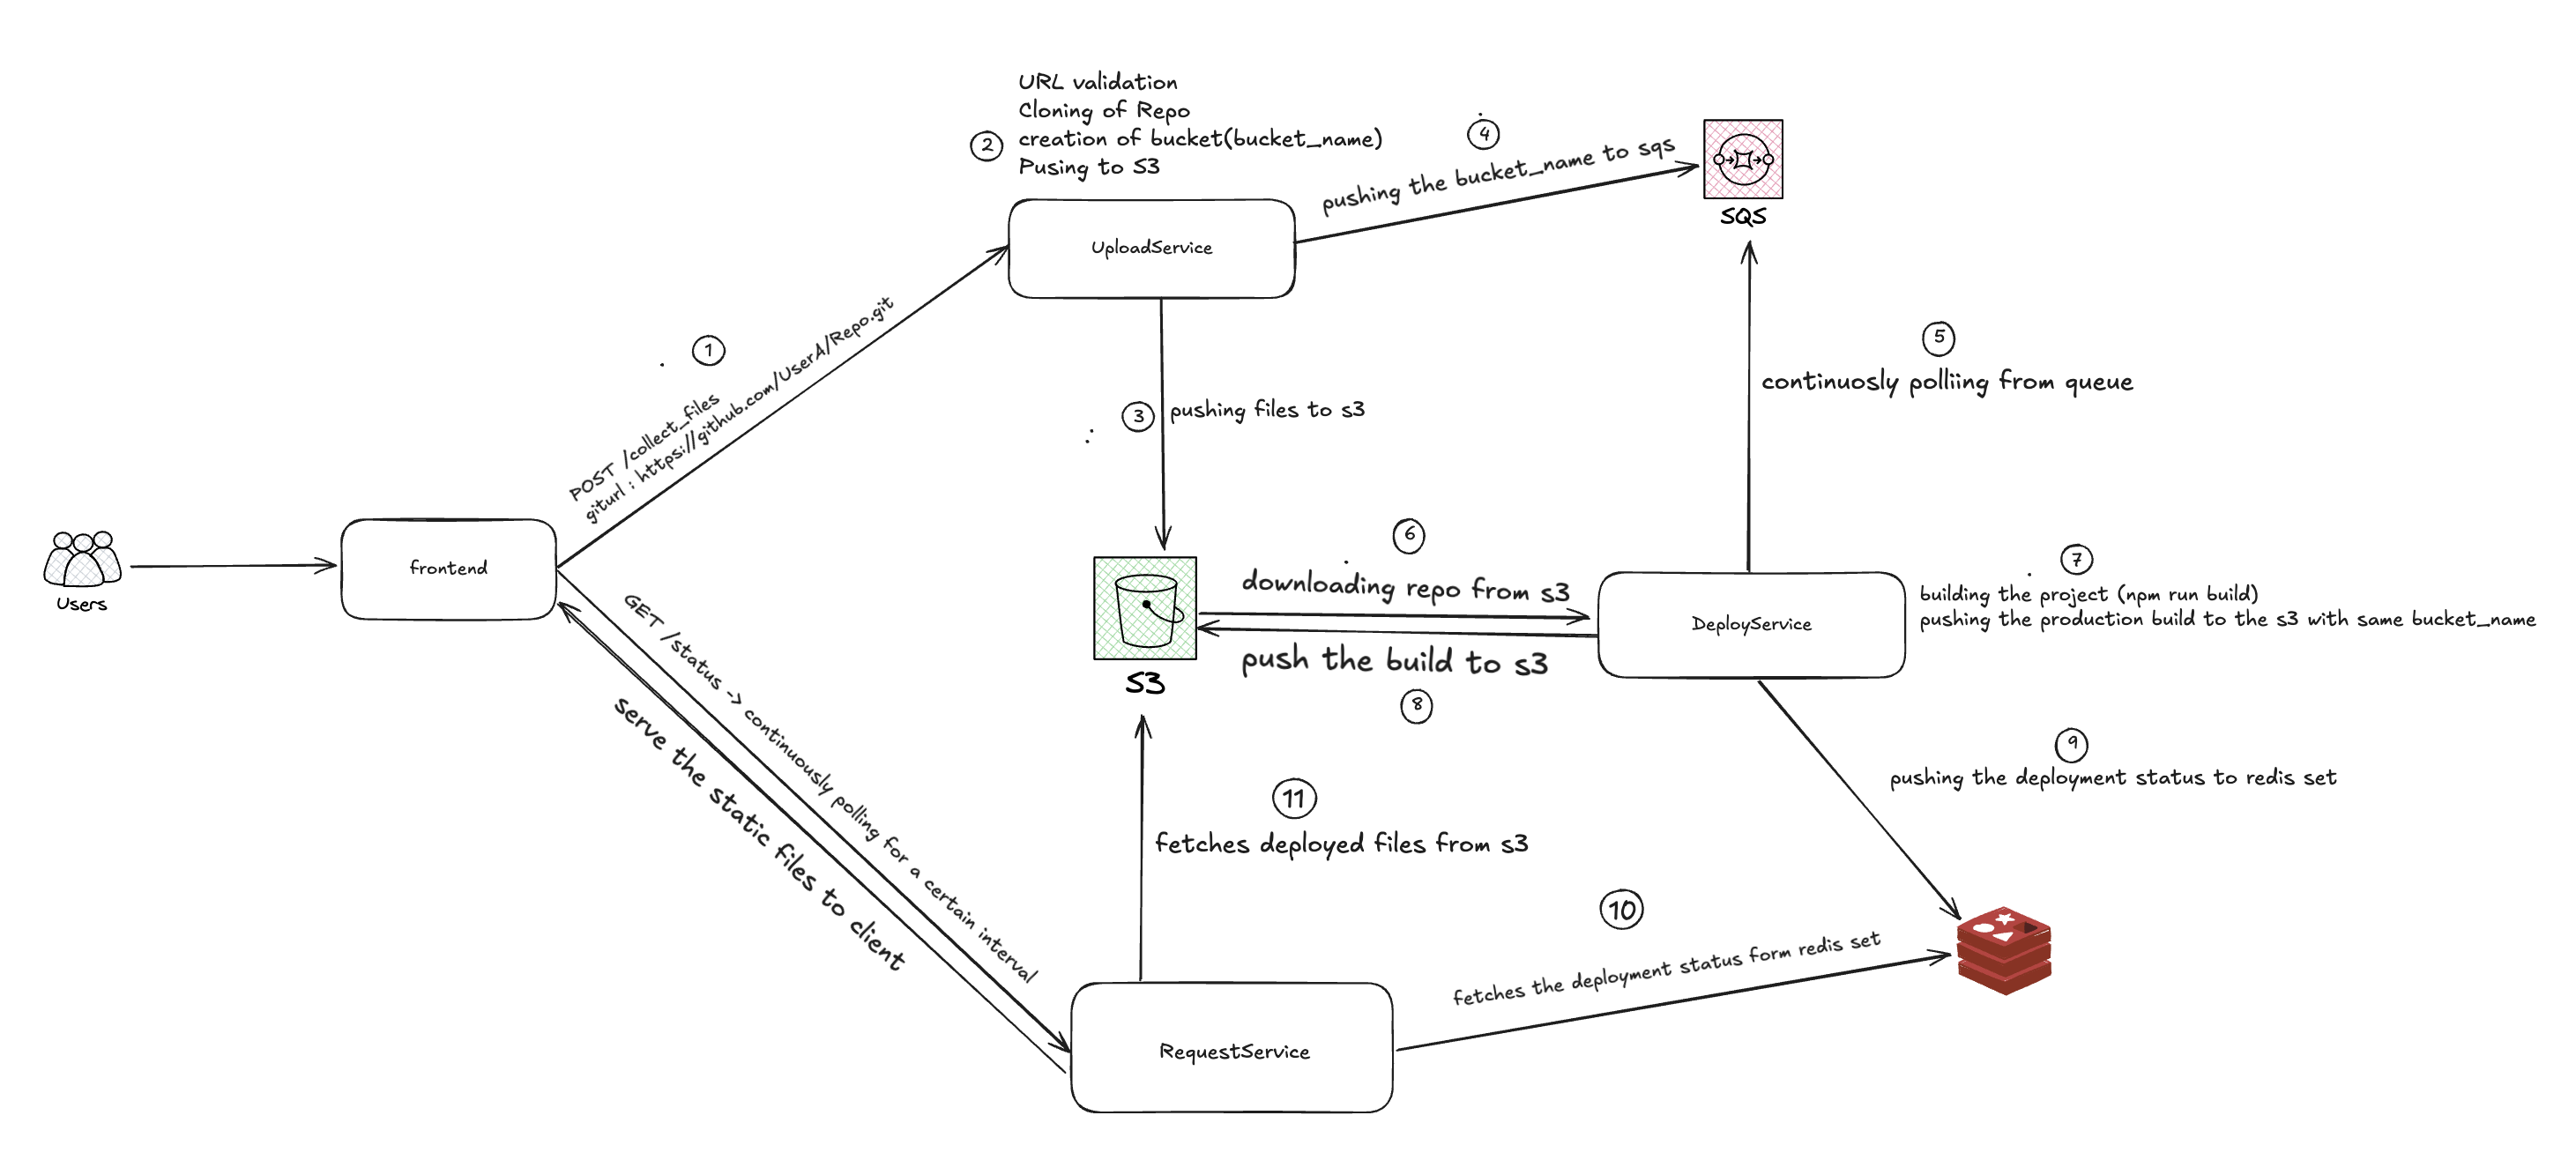 URL validation
Cloning of Repo
creation of bucket(bucket_name)
Pusing to S3
2
UploadService
4
pushing the bucket_name to sqs
SQS
1
POST /collect_files
giturl : https://github.com/UserA/Repo.git
3
pushing files to s3
5
continuosly polliing from queue
Users
frontend
6
downloading repo from s3
push the build to s3
8
S3
DeployService
7
building the project (npm run build)
pushing the production build to the s3 with same bucket_name
9
pushing the deployment status to redis set
GET /status -> continuously polling for a certain interval
serve the static files to client
11
fetches deployed files from s3
10
fetches the deployment status form redis set
RequestService